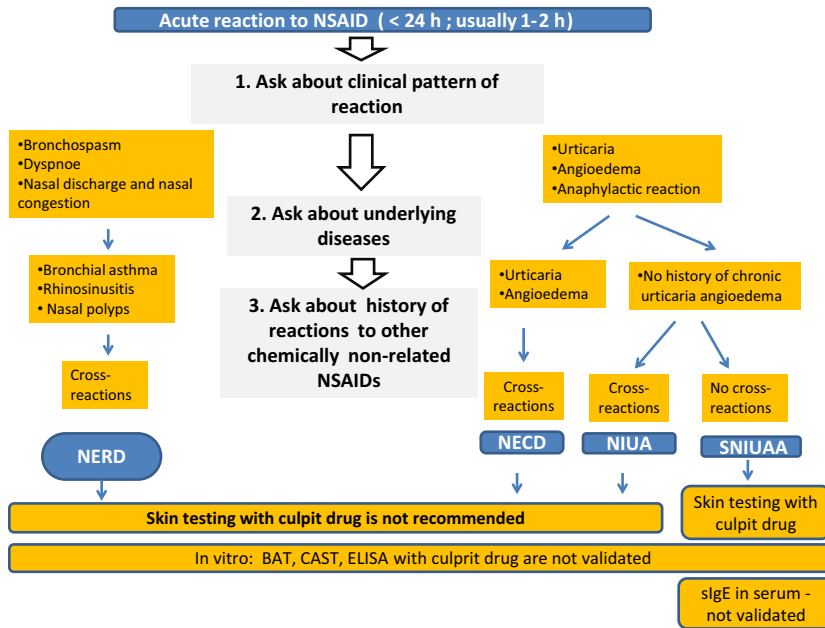 Acute reaction to NSAID ( < 24 h ; usually 1-2 h)
1. Ask about clinical pattern of
reaction
•Bronchospasm
•Dyspnoe
•Nasal discharge and nasal
congestion
•Urticaria
•Angioedema
•Anaphylactic reaction
2. Ask about underlying
diseases
•Bronchial asthma
•Rhinosinusitis
• Nasal polyps
•Urticaria
•Angioedema
•No history of chronic
urticaria angioedema
3. Ask about history of
reactions to other
chemically non-related
NSAIDs
Cross-
reactions
Cross-
reactions
Cross-
reactions
No cross-
reactions
NERD
NECD
NIUA
SNIUAA
Skin testing with culpit drug is not recommended
Skin testing with
culpit drug
In vitro: BAT, CAST, ELISA with culprit drug are not validated
sIgE in serum -
not validated